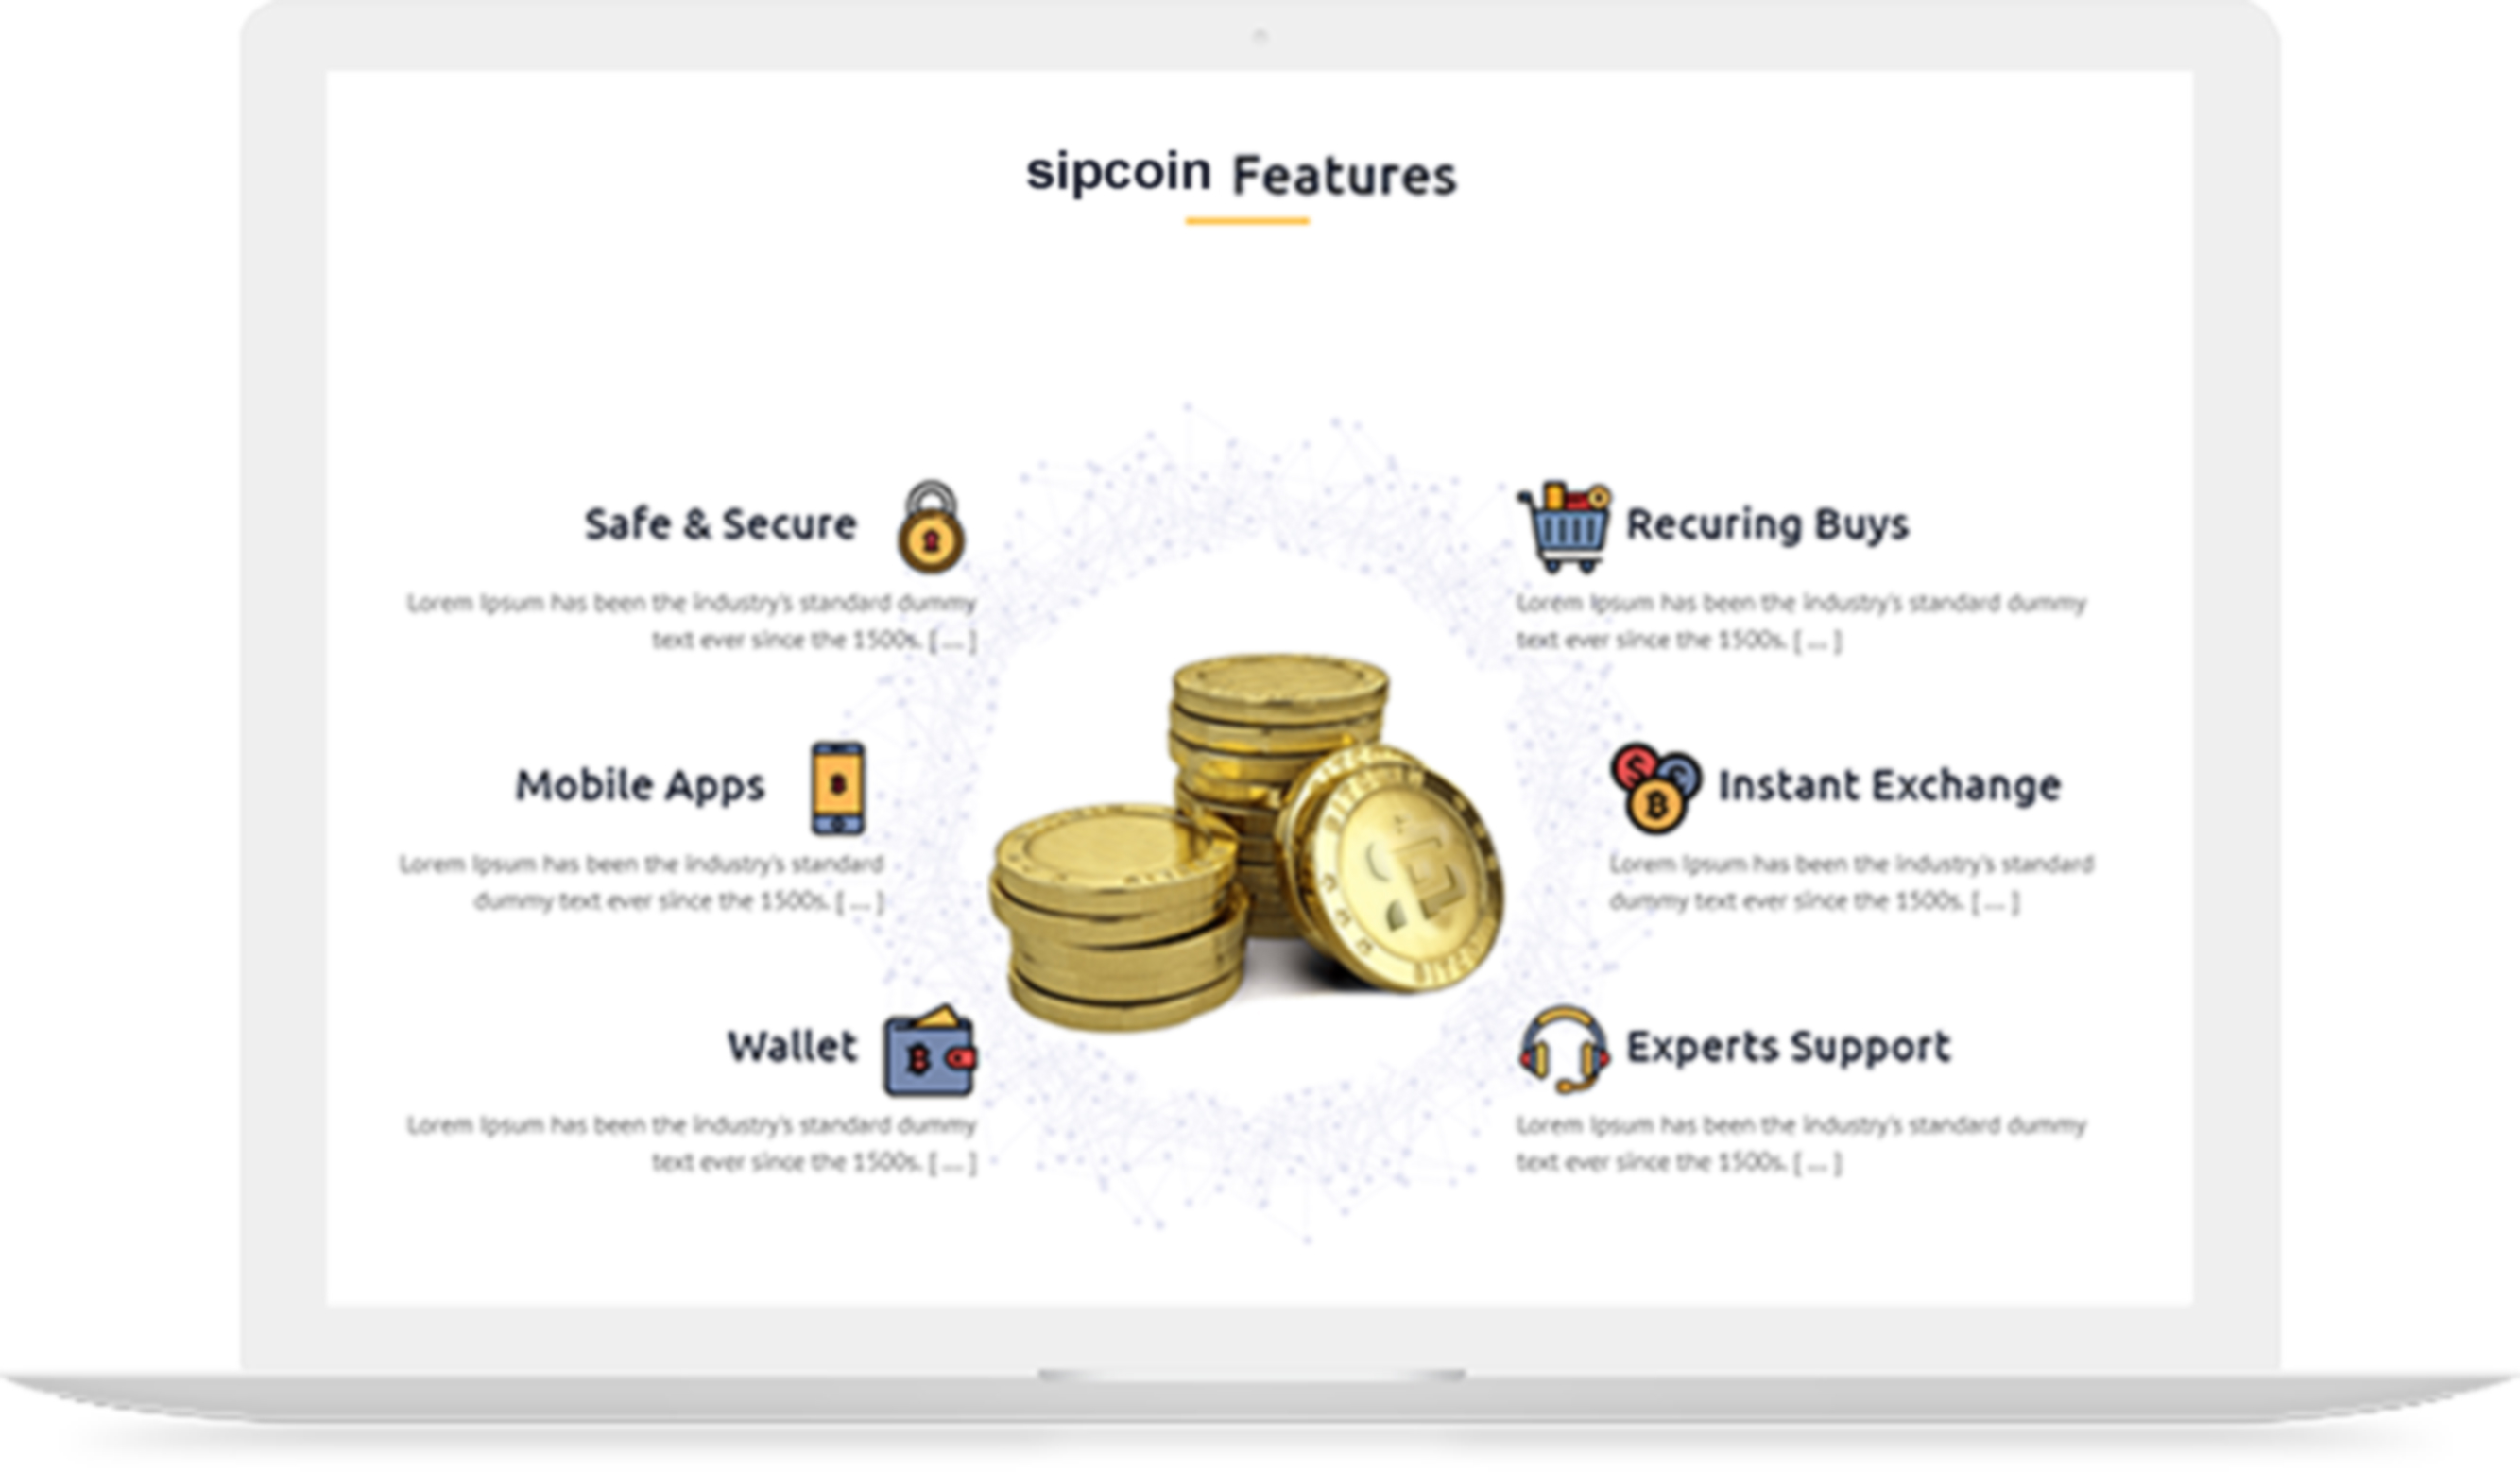 sipcoin Features
Safe & Secure
Lorem Ipsum has been the industry's standard dummy
text ever since the 1500s. [ ... ]
Mobile Apps
Lorem Ipsum has been the industry's standard
dummy text ever since the 1500s. [ ... ]
Wallet
Lorem Ipsum has been the industry's standard dummy
text ever since the 1500s. [ ... ]
Recuring Buys
Lorem Ipsum has been the industry's standard dummy
text ever since the 1500s. [ ... ]
Instant Exchange
Lorem Ipsum has been the industry's standard
dummy text ever since the 1500s. [ ... ]
Experts Support
Lorem Ipsum has been the industry's standard dummy
text ever since the 1500s. [ ... ]